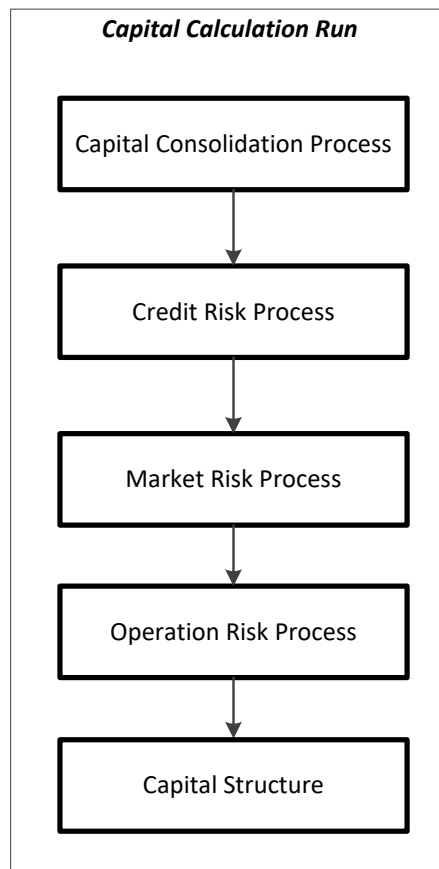 Capital Calculation Run
Capital Consolidation Process
Credit Risk Process
Market Risk Process
Operation Risk Process
Capital Structure